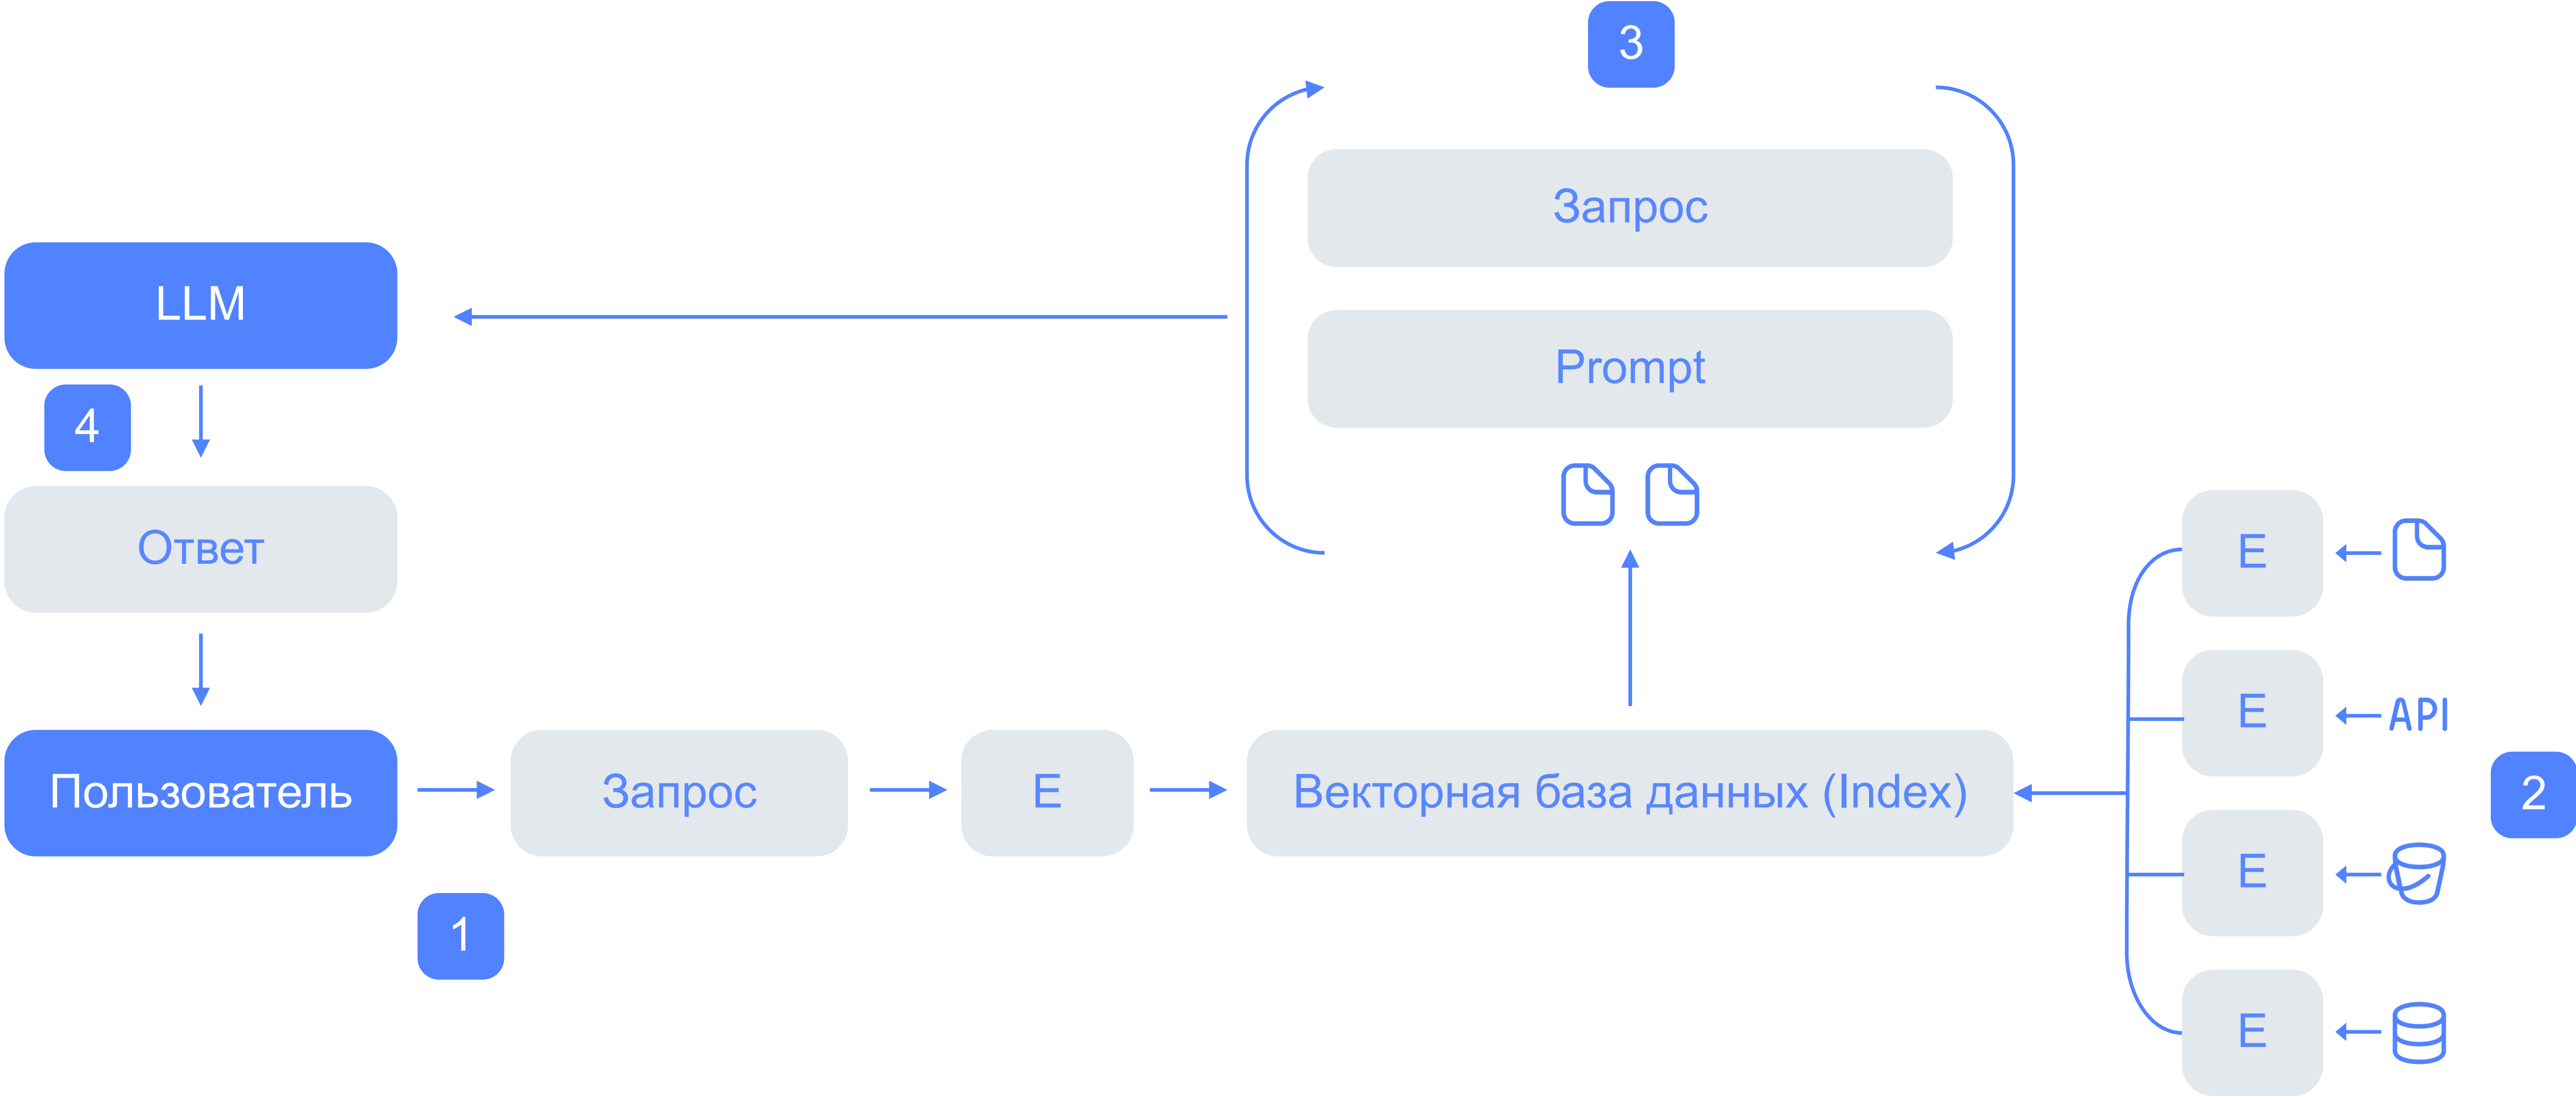 3
Запрос
Prompt
LLM
4
Ответ
Пользователь
Запрос
E
Векторная база данных (Index)
1
E
E
API
E
E
2